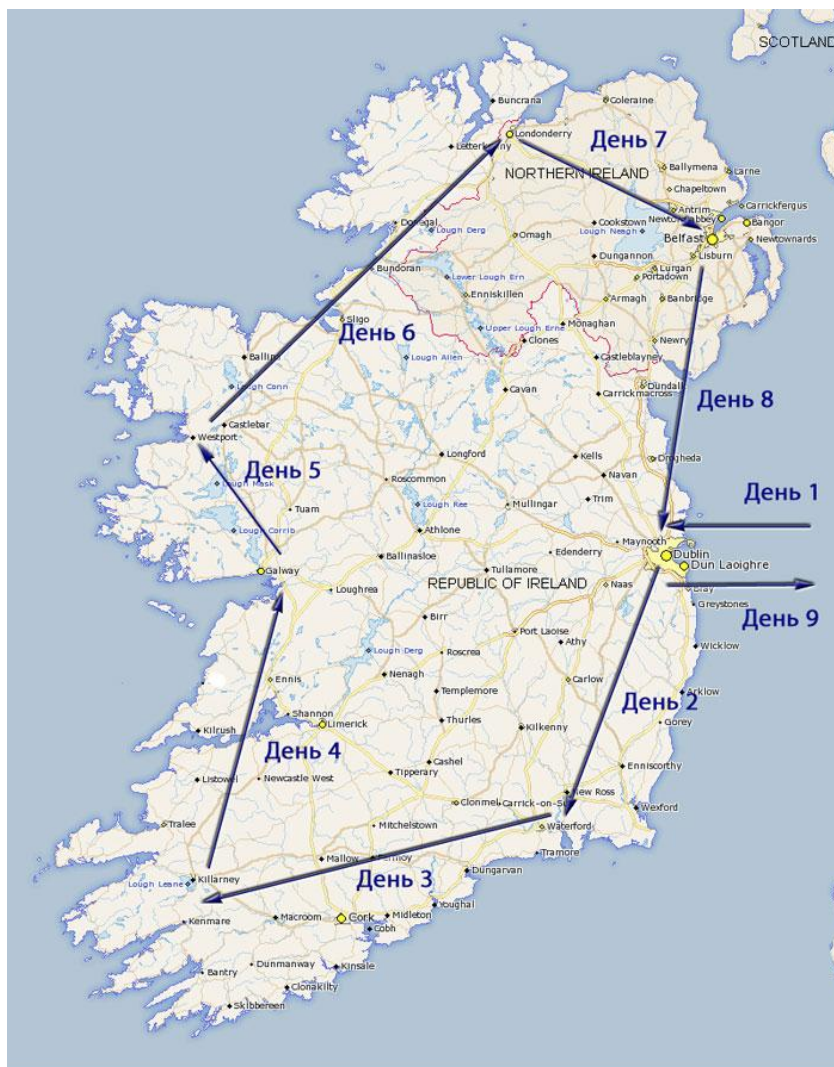 SCOTLAND
Buncrana
Coleraine
Londonderry
День 7
Letterkenny
NORTHERN IRELAND
Ballymena
Larne
Chapeltown
Antrim
Carrickfergus
Newtownabbey
Bangor
Donegal
Lough Derg
Cookstown
Lough Neagh
Belfast
Newtownards
Omagh
Lisburn
Bundoran
Dungannon
Lurgan
Lower Lough Ern
Portadown
Enniskillen
Armagh
Banbridge
Sligo
День 6
Upper Lough Erne
Monaghan
Newry
Clones
Ballin
Lough Allen
Castleblayney
Lough Conn
Cavan
Dundalk
Carrickmacross
День 8
Castlebar
Westport
Longford
Kells
Drogheda
День 5
Lough Mask
Roscommon
Navan
Trim
День 1
Tuam
Lough Ree
Mullingar
Lough Corrib
Athlone
Maynooth
Ballinasloe
Edenderry
Dublin
Galway
Tullamore
Dun Laoighre
Loughrea
REPUBLIC OF IRELAND
Naas
Bray
Greystones
День 9
Birr
Port Laoise
Athy
Wicklow
Lough Derg
Roscrea
Ennis
Nenagh
Carlow
Templemore
День 2
Arklow
Shannon
Limerick
Thurles
Kilkenny
Gorey
Kilrush
День 4
Cashel
Enniscorthy
Listowel
Newcastle West
Tipperary
New Ross
Clonmel
Carrick-on-Su
Wexford
Tralee
Mitchelstown
Waterford
Mallow
Fermoy
Tramore
Lough Leane
Killarney
День 3
Dungarvan
Kenmare
Macroom
Cork
Midleton
Youghal
Cobh
Dunmanway
Kinsale
Bantry
Clonakilty
Skibbereen